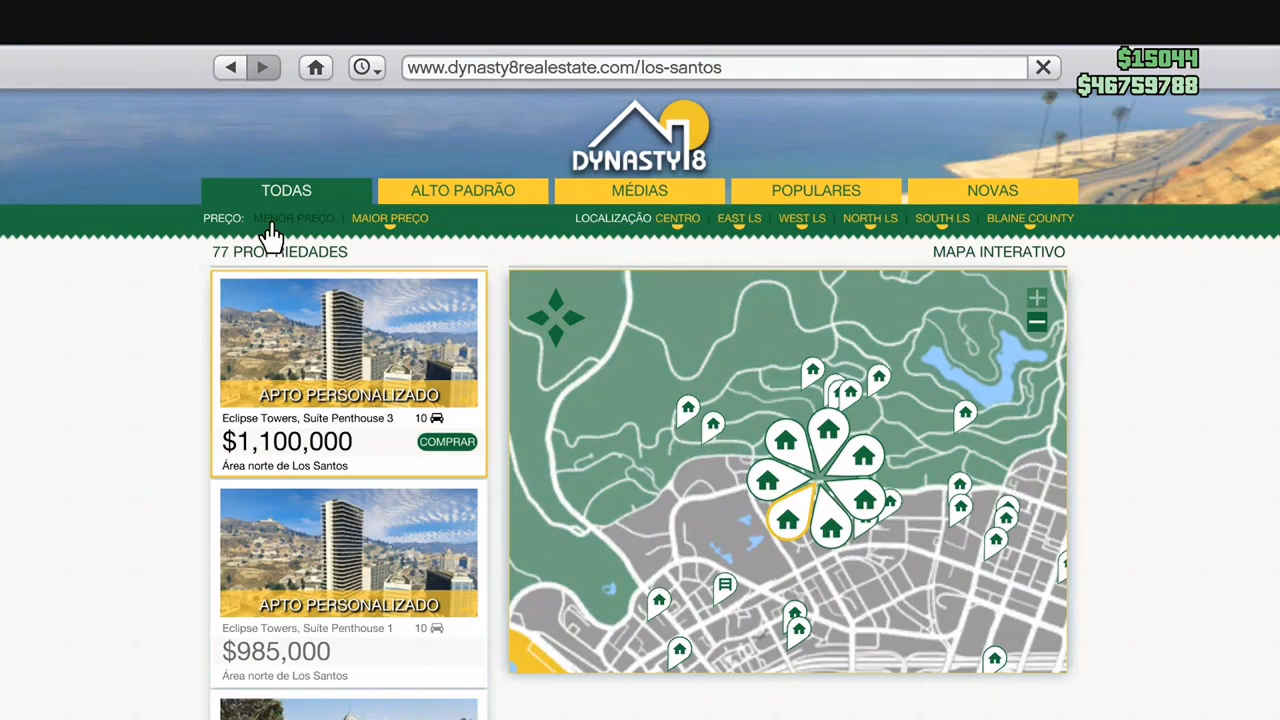 www.dynasty8realestate.com/los-santos
$15044
$46759788
DYNASTY8
TODAS
ALTO PADRÃO
MÉDIAS
POPULARES
NOVAS
PREÇO: MENOR PREÇO | MAIOR PREÇO
LOCALIZAÇÃO CENTRO | EAST LS | WEST LS | NORTH LS | SOUTH LS | BLAINE COUNTY
77 PROPRIEDADES
MAPA INTERATIVO
APTO PERSONALIZADO
Eclipse Towers, Suíte Penthouse 3 10
$1,100,000 COMPRAR
Área norte de Los Santos
APTO PERSONALIZADO
Eclipse Towers, Suíte Penthouse 1 10
$985,000
Área norte de Los Santos